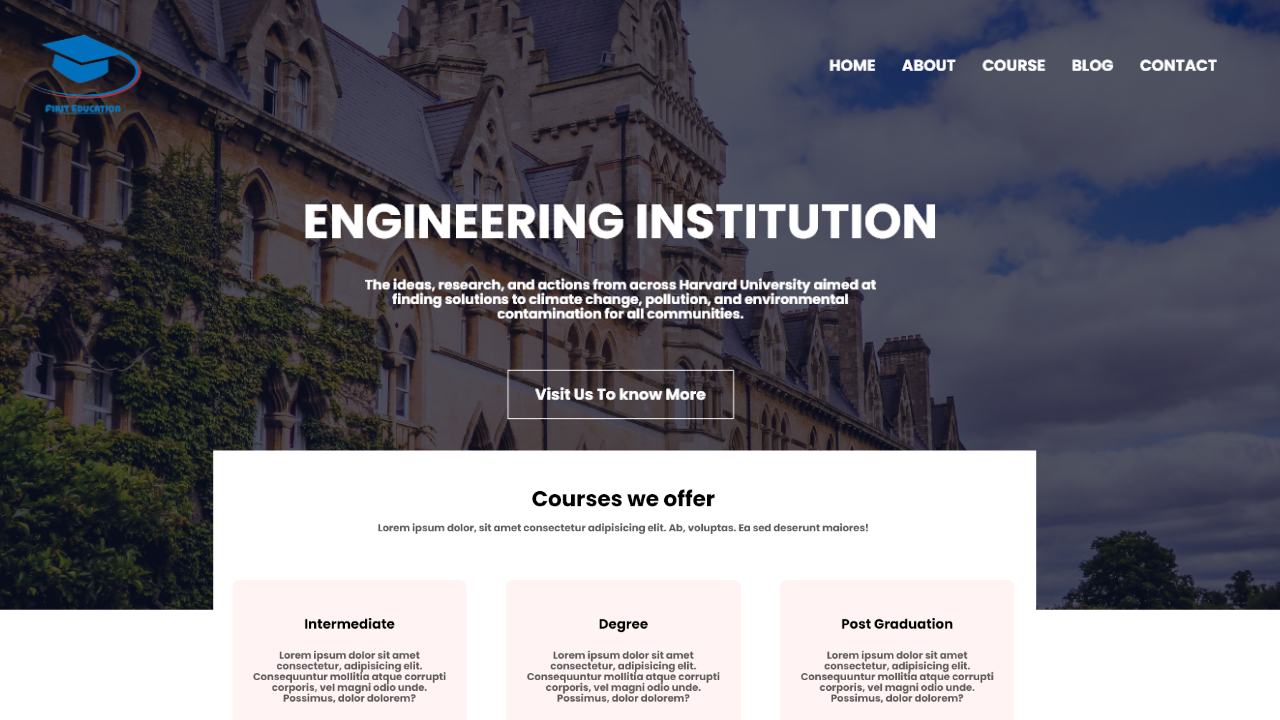 First Education
HOME ABOUT COURSE BLOG CONTACT
ENGINEERING INSTITUTION
The ideas, research, and actions from across Harvard University aimed at
finding solutions to climate change, pollution, and environmental
contamination for all communities.
Visit Us To know More
Courses we offer
Lorem ipsum dolor, sit amet consectetur adipisicing elit. Ab, voluptas. Ea sed deserunt maiores!
Intermediate
Lorem ipsum dolor sit amet
consectetur, adipisicing elit.
Consequuntur mollitia atque corrupti
corporis, vel magni odio unde.
Possimus, dolor dolorem?
Degree
Lorem ipsum dolor sit amet
consectetur, adipisicing elit.
Consequuntur mollitia atque corrupti
corporis, vel magni odio unde.
Possimus, dolor dolorem?
Post Graduation
Lorem ipsum dolor sit amet
consectetur, adipisicing elit.
Consequuntur mollitia atque corrupti
corporis, vel magni odio unde.
Possimus, dolor dolorem?